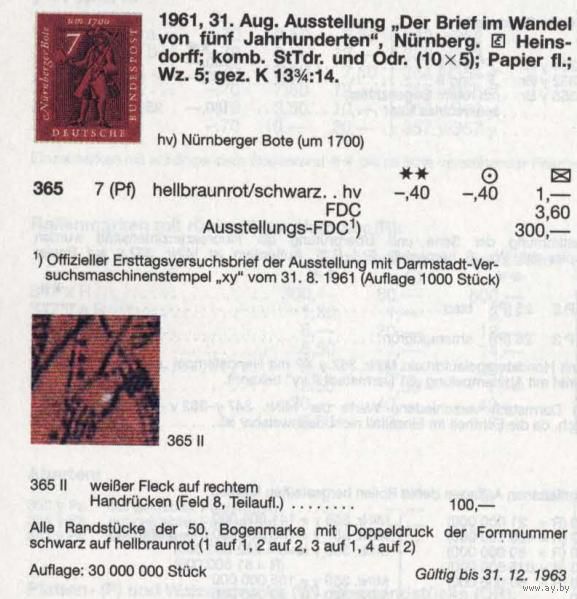 1961, 31. Aug. Ausstellung „Der Brief im Wandel
von fünf Jahrhunderten“, Nürnberg. E Heins-
dorff; komb. StTdr. und Odr. (10×5); Papier fl.;
Wz. 5; gez. K 13¾:14.
um 1700
7
Nürnberger Bote
BUNDESPOST
DEUTSCHE
hv) Nürnberger Bote (um 1700)
✶✶ ⊙ ✉
365 7 (Pf) hellbraunrot/schwarz. . hv –,40 –,40 1,—
FDC 3,60
Ausstellungs-FDC¹) 300,—
¹) Offizieller Ersttagsversuchsbrief der Ausstellung mit Darmstadt-Ver-
suchsmaschinenstempel „xy“ vom 31. 8. 1961 (Auflage 1000 Stück)
365 II
365 II weißer Fleck auf rechtem
Handrücken (Feld 8, Teilaufl.) . . . . . . . . . 100,—
Alle Randstücke der 50. Bogenmarke mit Doppeldruck der Formnummer
schwarz auf hellbraunrot (1 auf 1, 2 auf 2, 3 auf 1, 4 auf 2)
Auflage: 30 000 000 Stück Gültig bis 31. 12. 1963
www.ay.by